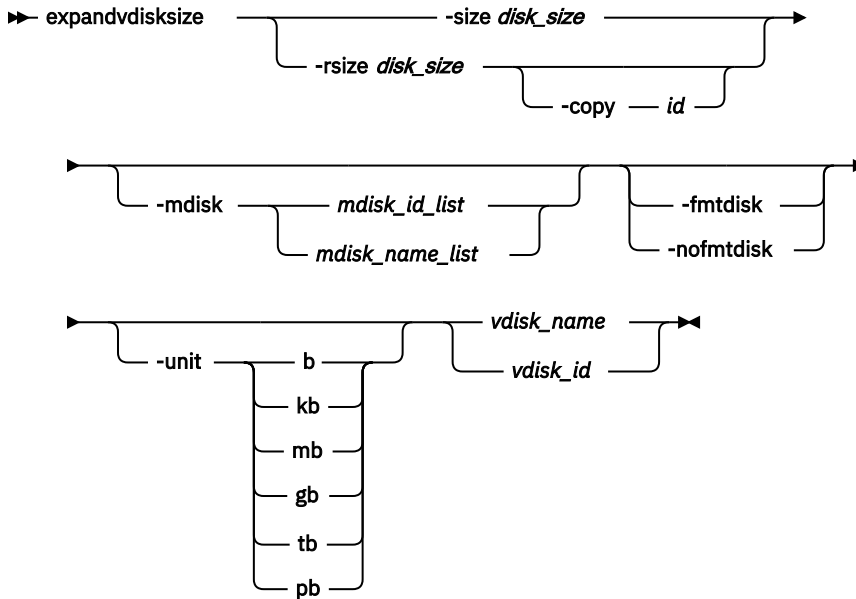 expandvdisksize -size disk_size
-rsize disk_size
-copy id
-mdisk mdisk_id_list -fmtdisk
mdisk_name_list -nofmtdisk
-unit b vdisk_name
vdisk_id
kb
mb
gb
tb
pb